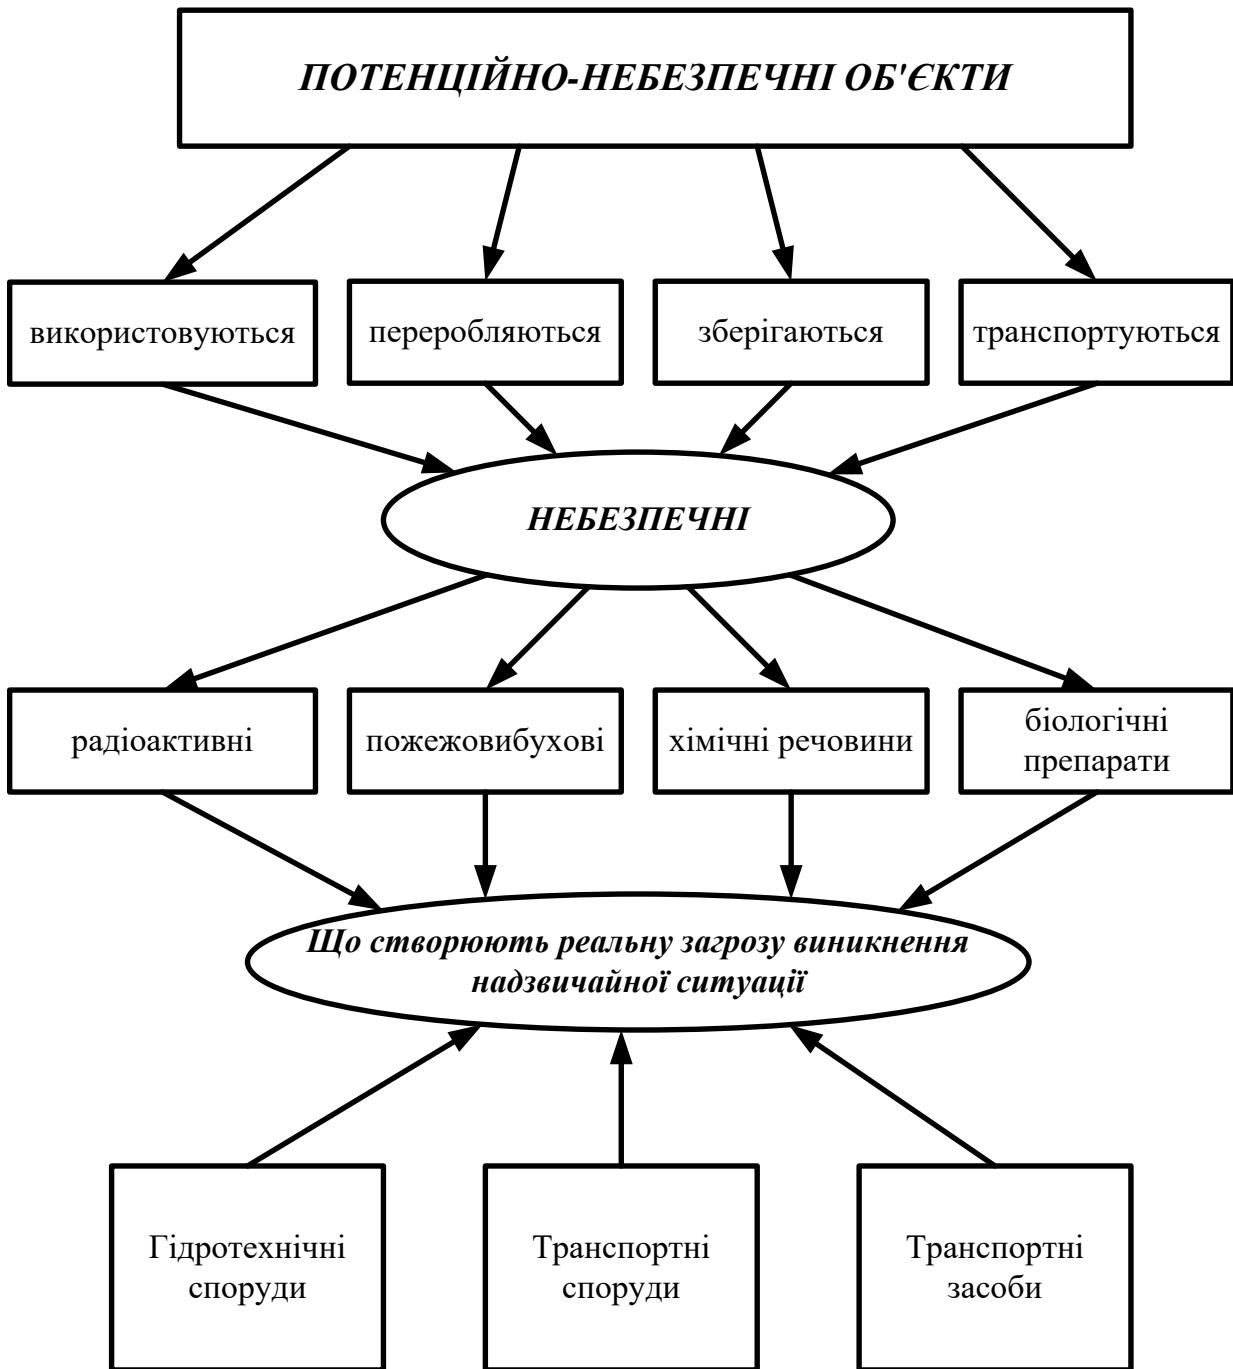 ПОТЕНЦІЙНО-НЕБЕЗПЕЧНІ ОБ'ЄКТИ
використовуються
переробляються
зберігаються
транспортуються
НЕБЕЗПЕЧНІ
радіоактивні
пожежовибухові
хімічні речовини
біологічні
препарати
Що створюють реальну загрозу виникнення
надзвичайної ситуації
Гідротехнічні
споруди
Транспортні
споруди
Транспортні
засоби